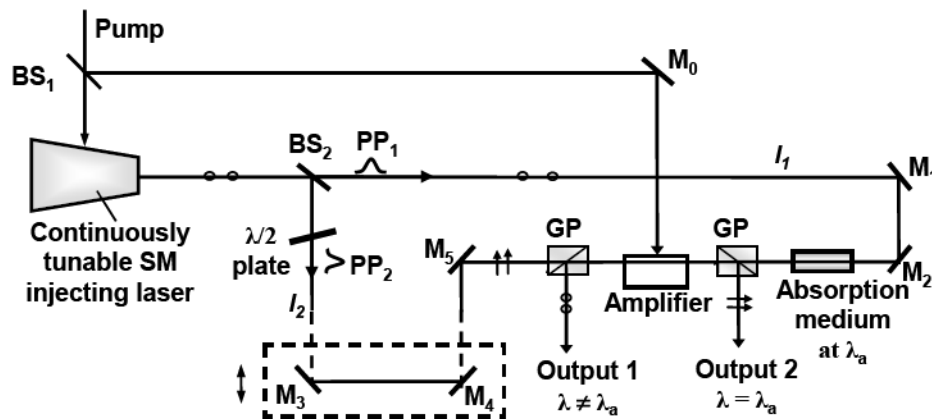 Pump
BS1
M0
BS2
PP1
l1
M
Continuously
tunable SM
injecting laser
λ/2
plate
PP2
l2
M5
GP
Amplifier
GP
M2
Absorption
medium
at λa
M3
M4
Output 1
λ ≠ λa
Output 2
λ = λa